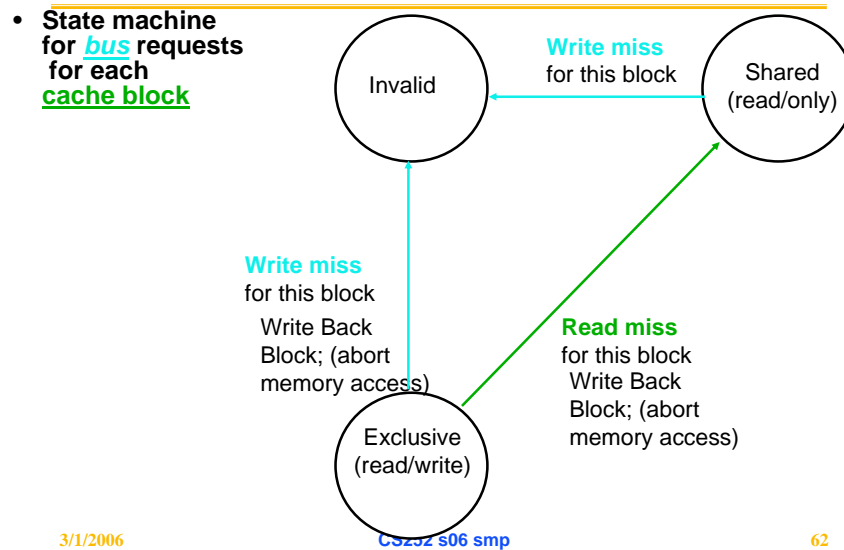 • State machine
for bus requests
for each
cache block
Invalid
Write miss
for this block
Shared
(read/only)
Write miss
for this block
Write Back
Block; (abort
memory access)
Read miss
for this block
Write Back
Block; (abort
memory access)
Exclusive
(read/write)
3/1/2006
CS252 s06 smp
62